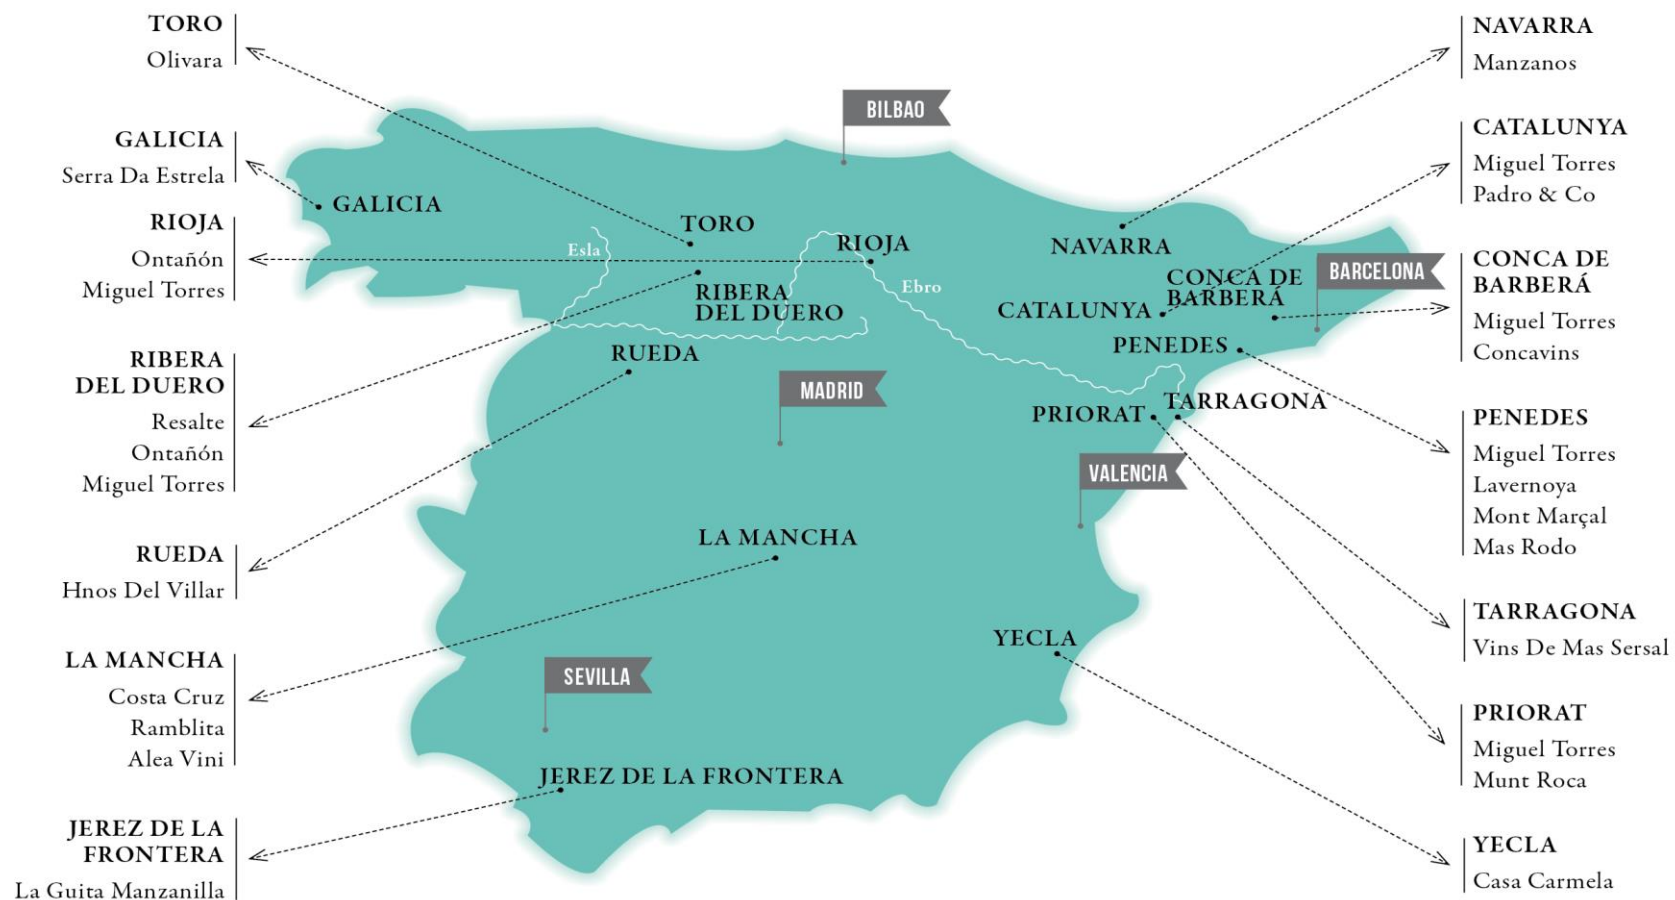 TORO
Olivara
GALICIA
Serra Da Estrela
RIOJA
Ontañón
Miguel Torres
RIBERA
DEL DUERO
Resalte
Ontañón
Miguel Torres
RUEDA
Hnos Del Villar
LA MANCHA
Costa Cruz
Ramblita
Alea Vini
JEREZ DE LA
FRONTERA
La Guita Manzanilla
BILBAO
GALICIA
TORO
RIOJA
NAVARRA
Esla
Ebro
RIBERA
DEL DUERO
CONCA DE
BARBERÁ
BARCELONA
CATALUNYA
PENEDES
RUEDA
MADRID
PRIORAT
TARRAGONA
VALENCIA
LA MANCHA
YECLA
SEVILLA
JEREZ DE LA FRONTERA
NAVARRA
Manzanos
CATALUNYA
Miguel Torres
Padro & Co
CONCA DE
BARBERÁ
Miguel Torres
Concavins
PENEDES
Miguel Torres
Lavernoya
Mont Marçal
Mas Rodo
TARRAGONA
Vins De Mas Sersal
PRIORAT
Miguel Torres
Munt Roca
YECLA
Casa Carmela